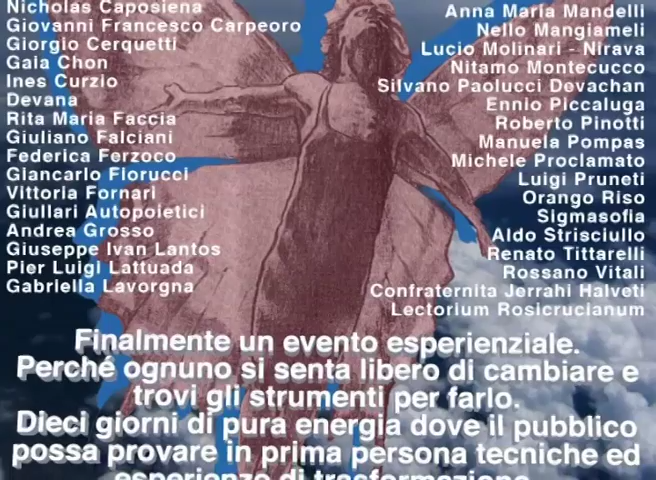 Nicholas Caposiena
Giovanni Francesco Carpeoro
Giorgio Cerquetti
Gaia Chon
Ines Curzio
Devana
Rita Maria Faccia
Giuliano Falciani
Federica Ferzoco
Giancarlo Fiorucci
Vittoria Fornari
Giullari Autopoietici
Andrea Grosso
Giuseppe Ivan Lantos
Pier Luigi Lattuada
Gabriella Lavorgna
Anna Maria Mandelli
Nello Mangiameli
Lucio Molinari - Nirava
Nitamo Montecucco
Silvano Paolucci Devachan
Ennio Piccaluga
Roberto Pinotti
Manuela Pompas
Michele Proclamato
Luigi Pruneti
Orango Riso
Sigmasofia
Aldo Strisciullo
Renato Tittarelli
Rossano Vitali
Confraternita Jerrahi Halveti
Lectorium Rosicrucianum
Finalmente un evento esperienziale.
Perché ognuno si senta libero di cambiare e
trovi gli strumenti per farlo.
Dieci giorni di pura energia dove il pubblico
possa provare in prima persona tecniche ed
esperienze di trasformazione